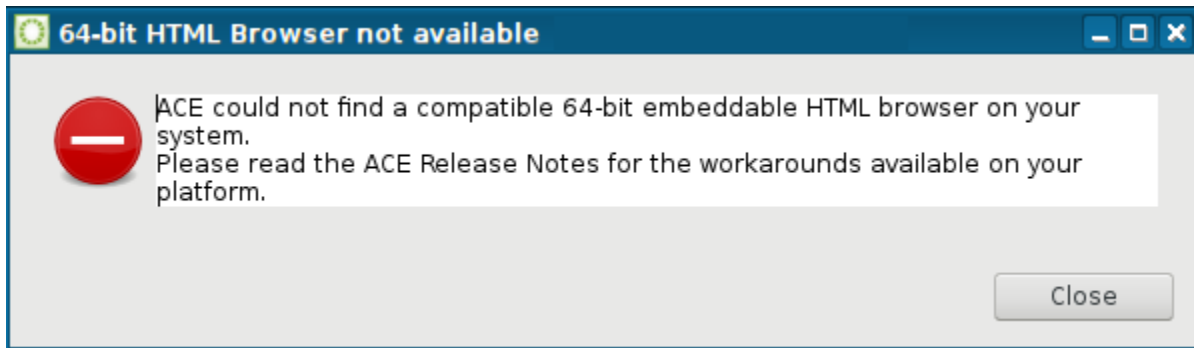 64-bit HTML Browser not available
ACE could not find a compatible 64-bit embeddable HTML browser on your
system.
Please read the ACE Release Notes for the workarounds available on your
platform.
Close